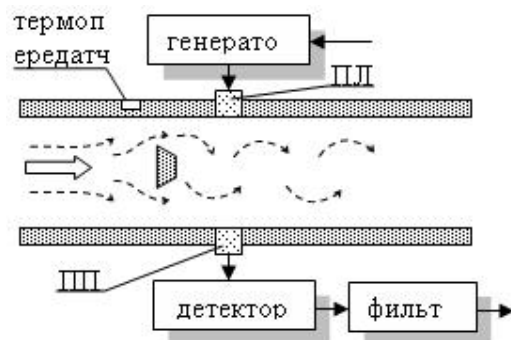 термоп
ередатч
генерато
ПЛ
ПП
детектор
фильт